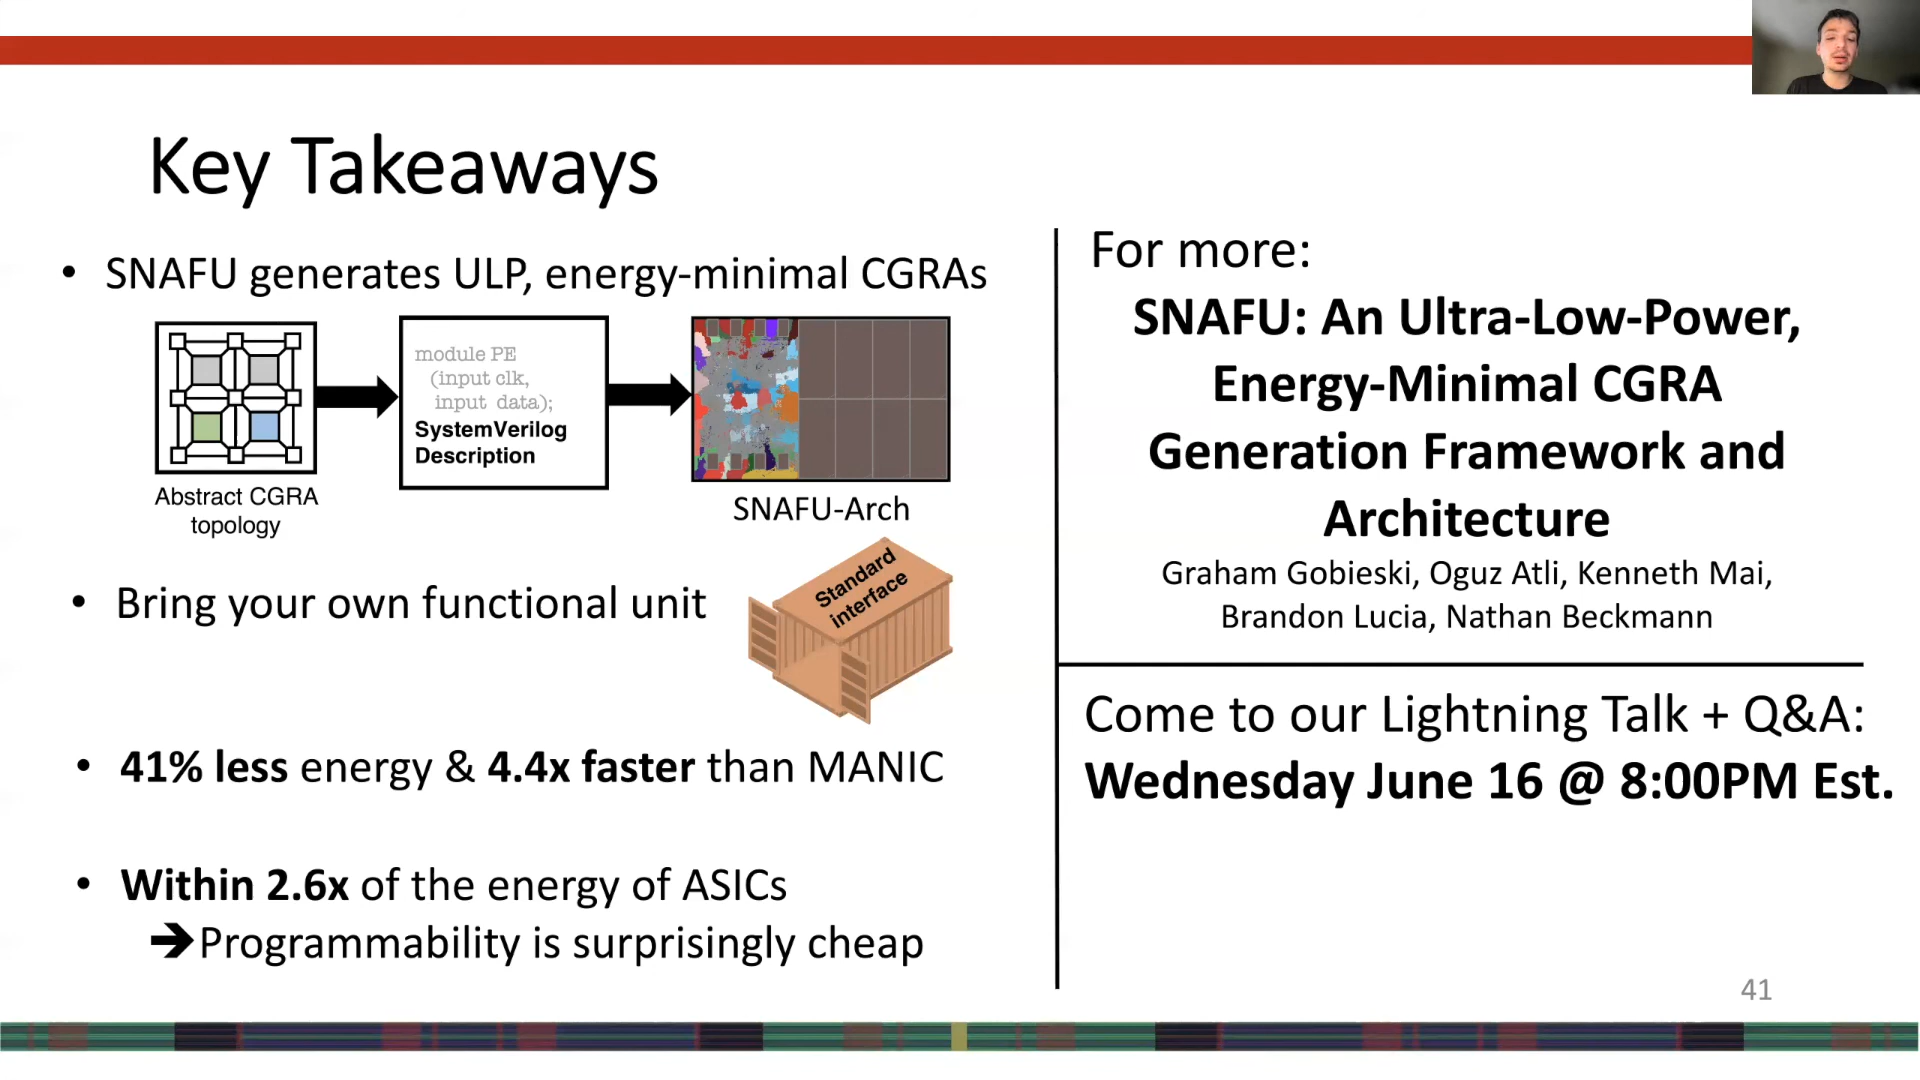 Key Takeaways
• SNAFU generates ULP, energy-minimal CGRAs
module PE
(input clk,
input data);
SystemVerilog
Description
Abstract CGRA
topology
SNAFU-Arch
• Bring your own functional unit
Standard
interface
• 41% less energy & 4.4x faster than MANIC
• Within 2.6x of the energy of ASICs
➔Programmability is surprisingly cheap
For more:
SNAFU: An Ultra-Low-Power,
Energy-Minimal CGRA
Generation Framework and
Architecture
Graham Gobieski, Oguz Atli, Kenneth Mai,
Brandon Lucia, Nathan Beckmann
Come to our Lightning Talk + Q&A:
Wednesday June 16 @ 8:00PM Est.
41